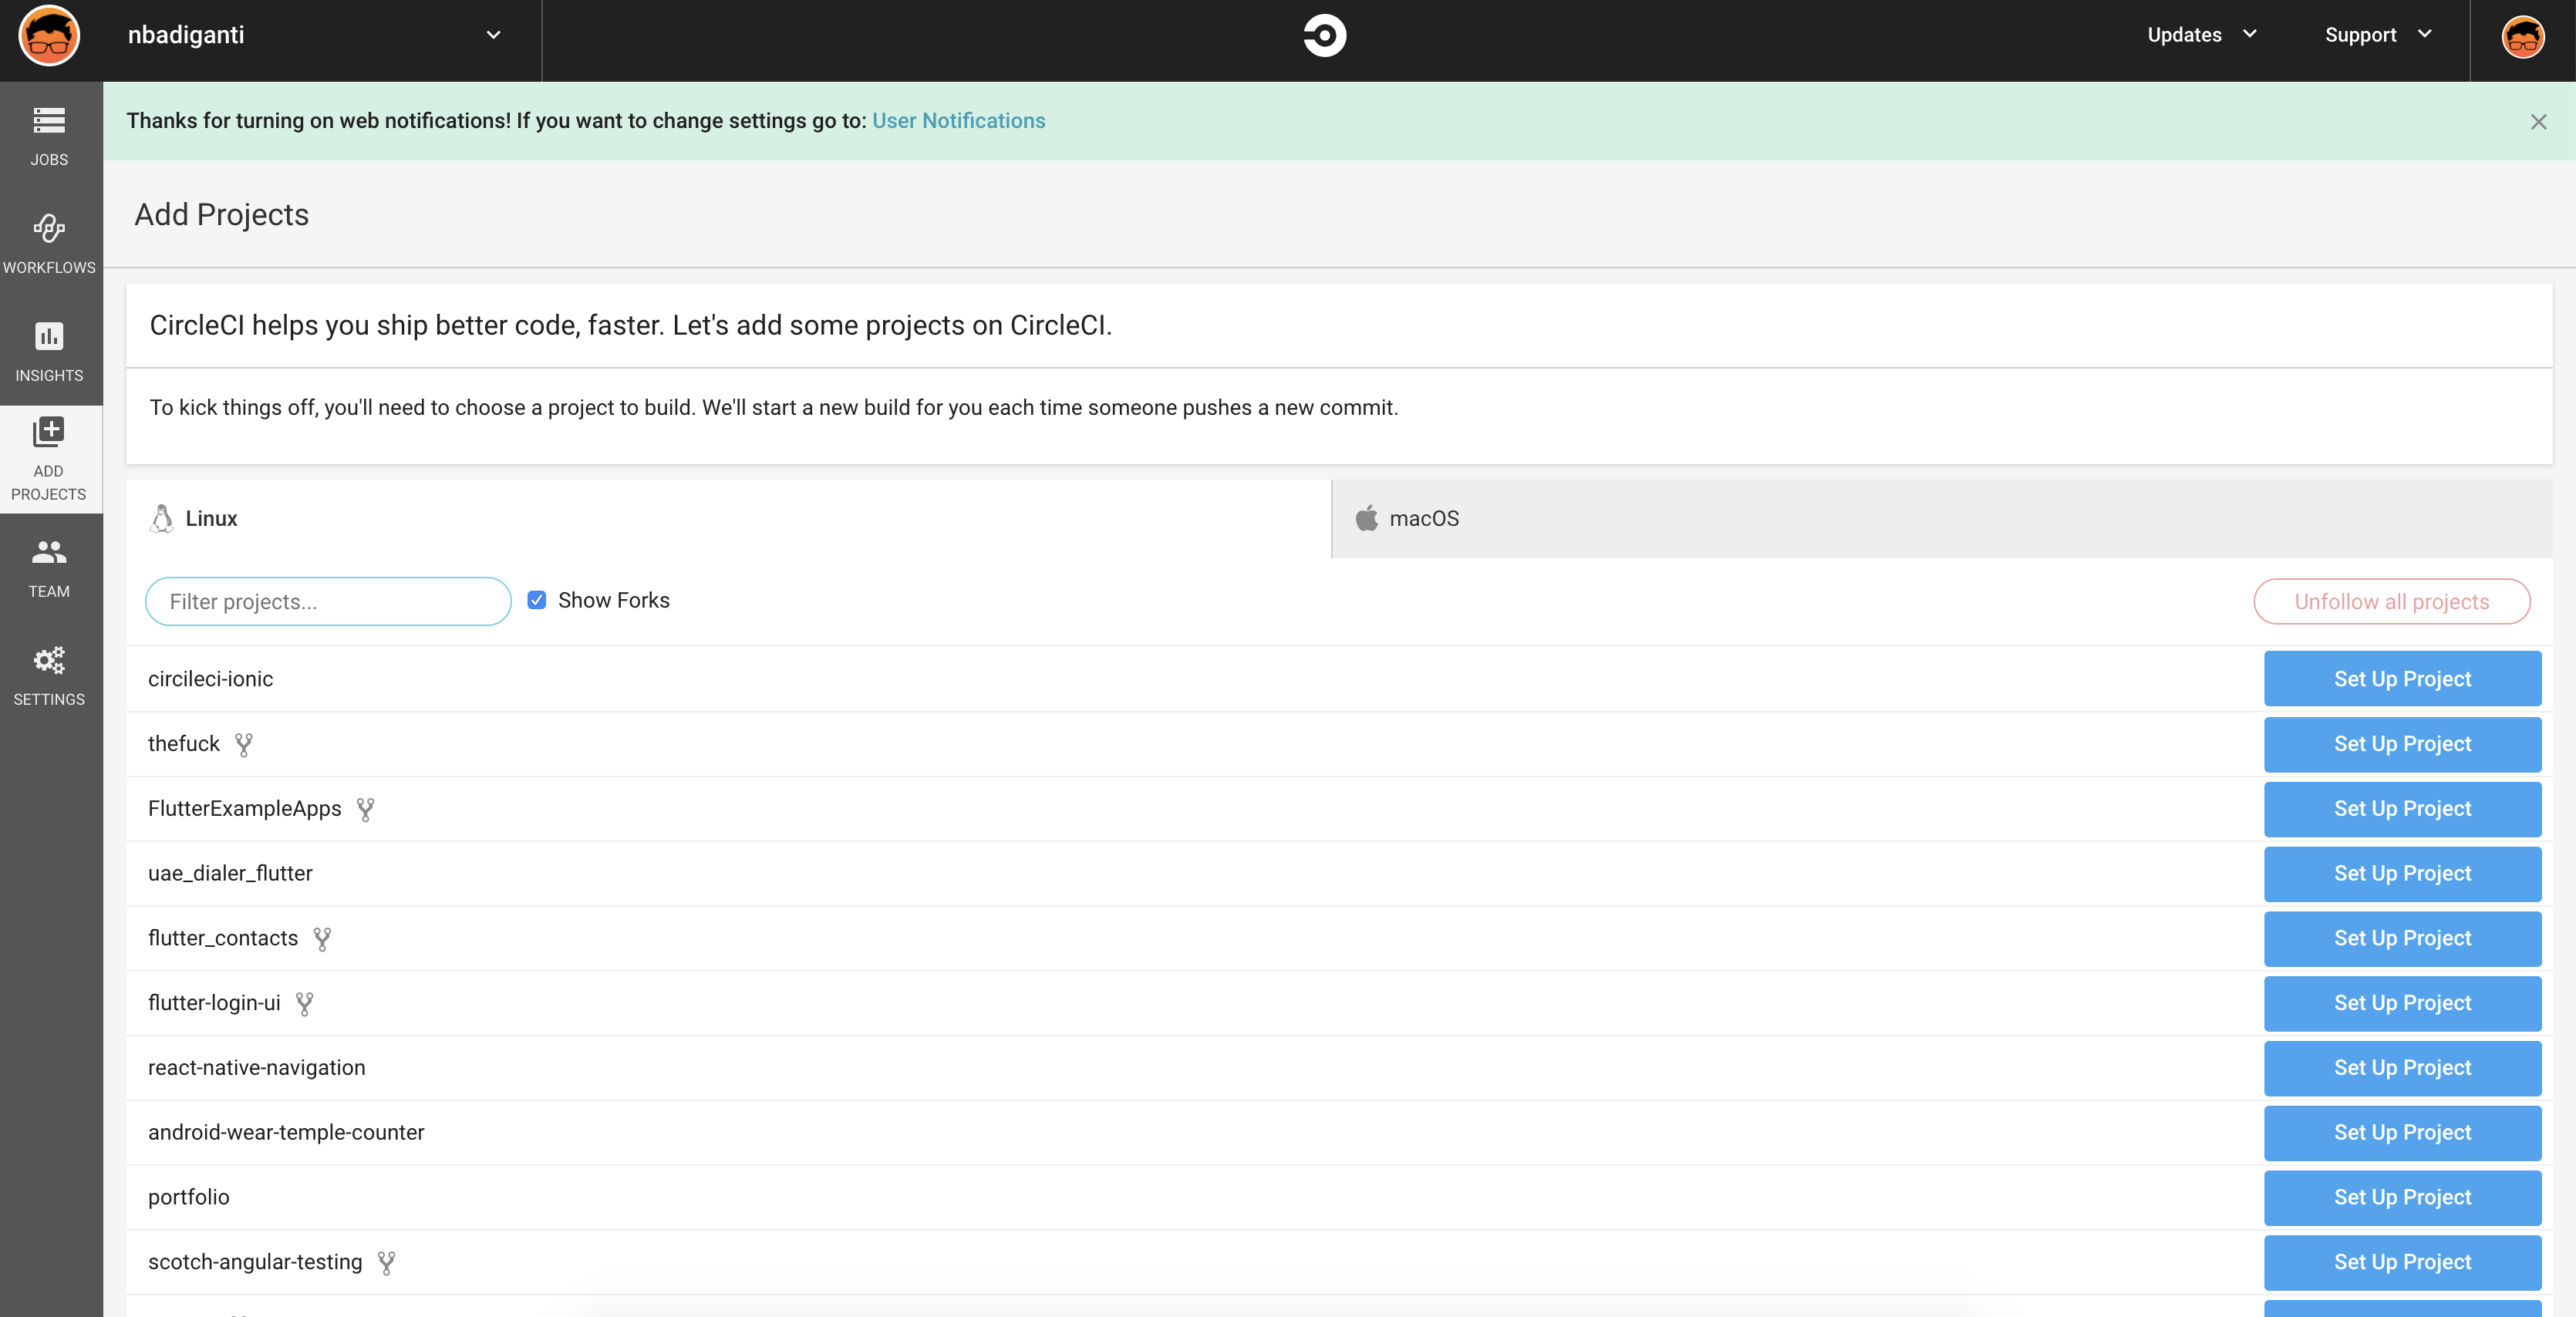 nbadiganti
Updates
Support
JOBS
WORKFLOWS
INSIGHTS
ADD
PROJECTS
TEAM
SETTINGS
Thanks for turning on web notifications! If you want to change settings go to: User Notifications
Add Projects
CircleCI helps you ship better code, faster. Let's add some projects on CircleCI.
To kick things off, you'll need to choose a project to build. We'll start a new build for you each time someone pushes a new commit.
Linux
macOS
Filter projects...
Show Forks
Unfollow all projects
circileci-ionic
Set Up Project
thefuck
Set Up Project
FlutterExampleApps
Set Up Project
uae_dialer_flutter
Set Up Project
flutter_contacts
Set Up Project
flutter-login-ui
Set Up Project
react-native-navigation
Set Up Project
android-wear-temple-counter
Set Up Project
portfolio
Set Up Project
scotch-angular-testing
Set Up Project